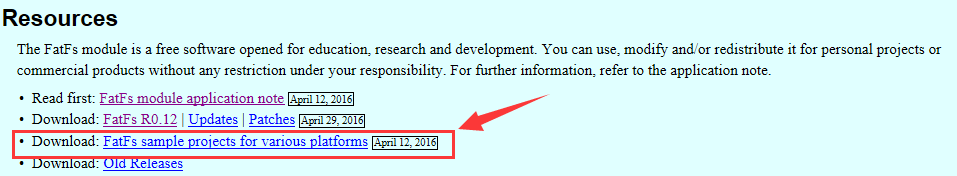 Resources
The FatFs module is a free software opened for education, research and development. You can use, modify and/or redistribute it for personal projects or
commercial products without any restriction under your responsibility. For further information, refer to the application note.
• Read first: FatFs module application note April 12, 2016
• Download: FatFs R0.12 | Updates | Patches April 29, 2016
• Download: FatFs sample projects for various platforms April 12, 2016
• Download: Old Releases